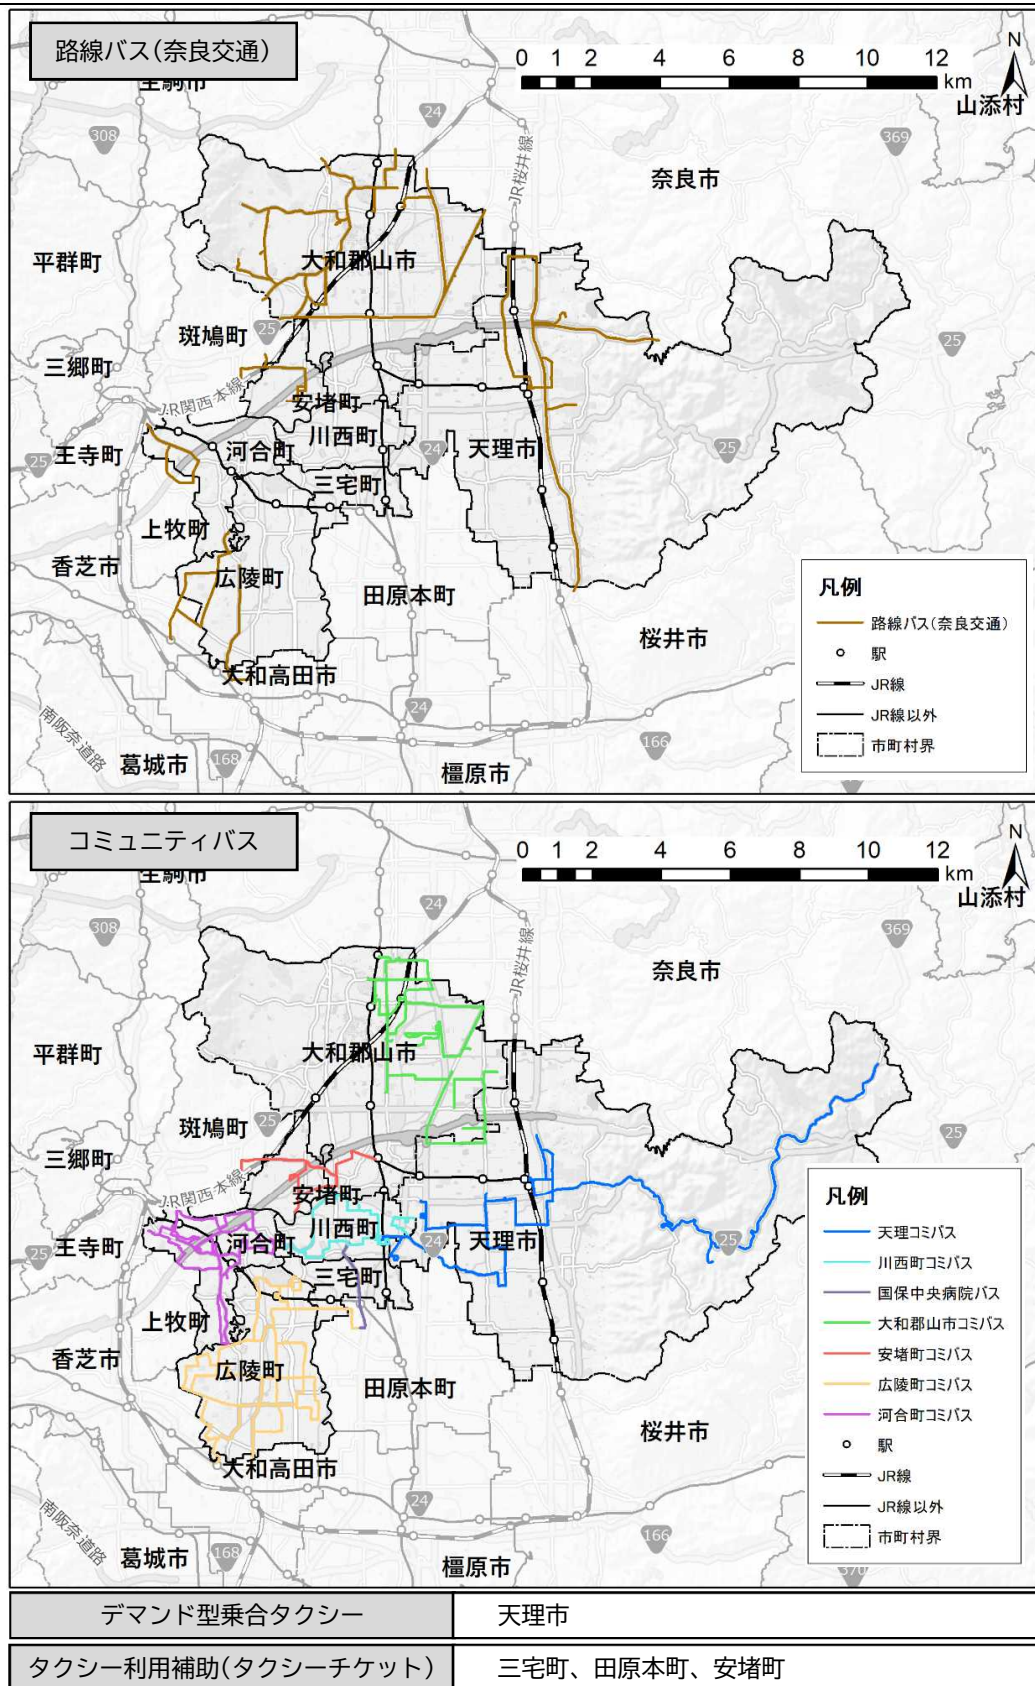 路線バス(奈良交通)
0 1 2 4 6 8 10 12
km
N
山添村
生駒市
24
308
369
JR桜井線
奈良市
平群町
大和郡山市
斑鳩町
25
25
三郷町
JR関西本線
安堵町
川西町
王寺町
25
河合町
24
天理市
25
三宅町
上牧町
香芝市
広陵町
田原本町
桜井市
大和高田市
南阪奈道路
24
166
葛城市
168
橿原市
凡例
路線バス(奈良交通)
駅
JR線
JR線以外
市町村界
コミュニティバス
0 1 2 4 6 8 10 12
km
N
山添村
生駒市
24
308
369
JR桜井線
奈良市
平群町
大和郡山市
斑鳩町
25
25
三郷町
JR関西本線
安堵町
川西町
王寺町
25
河合町
24
天理市
25
三宅町
上牧町
香芝市
広陵町
田原本町
桜井市
大和高田市
南阪奈道路
24
166
葛城市
168
橿原市
370
凡例
天理コミバス
川西町コミバス
国保中央病院バス
大和郡山市コミバス
安堵町コミバス
広陵町コミバス
河合町コミバス
駅
JR線
JR線以外
市町村界
デマンド型乗合タクシー 天理市
タクシー利用補助(タクシーチケット) 三宅町、田原本町、安堵町